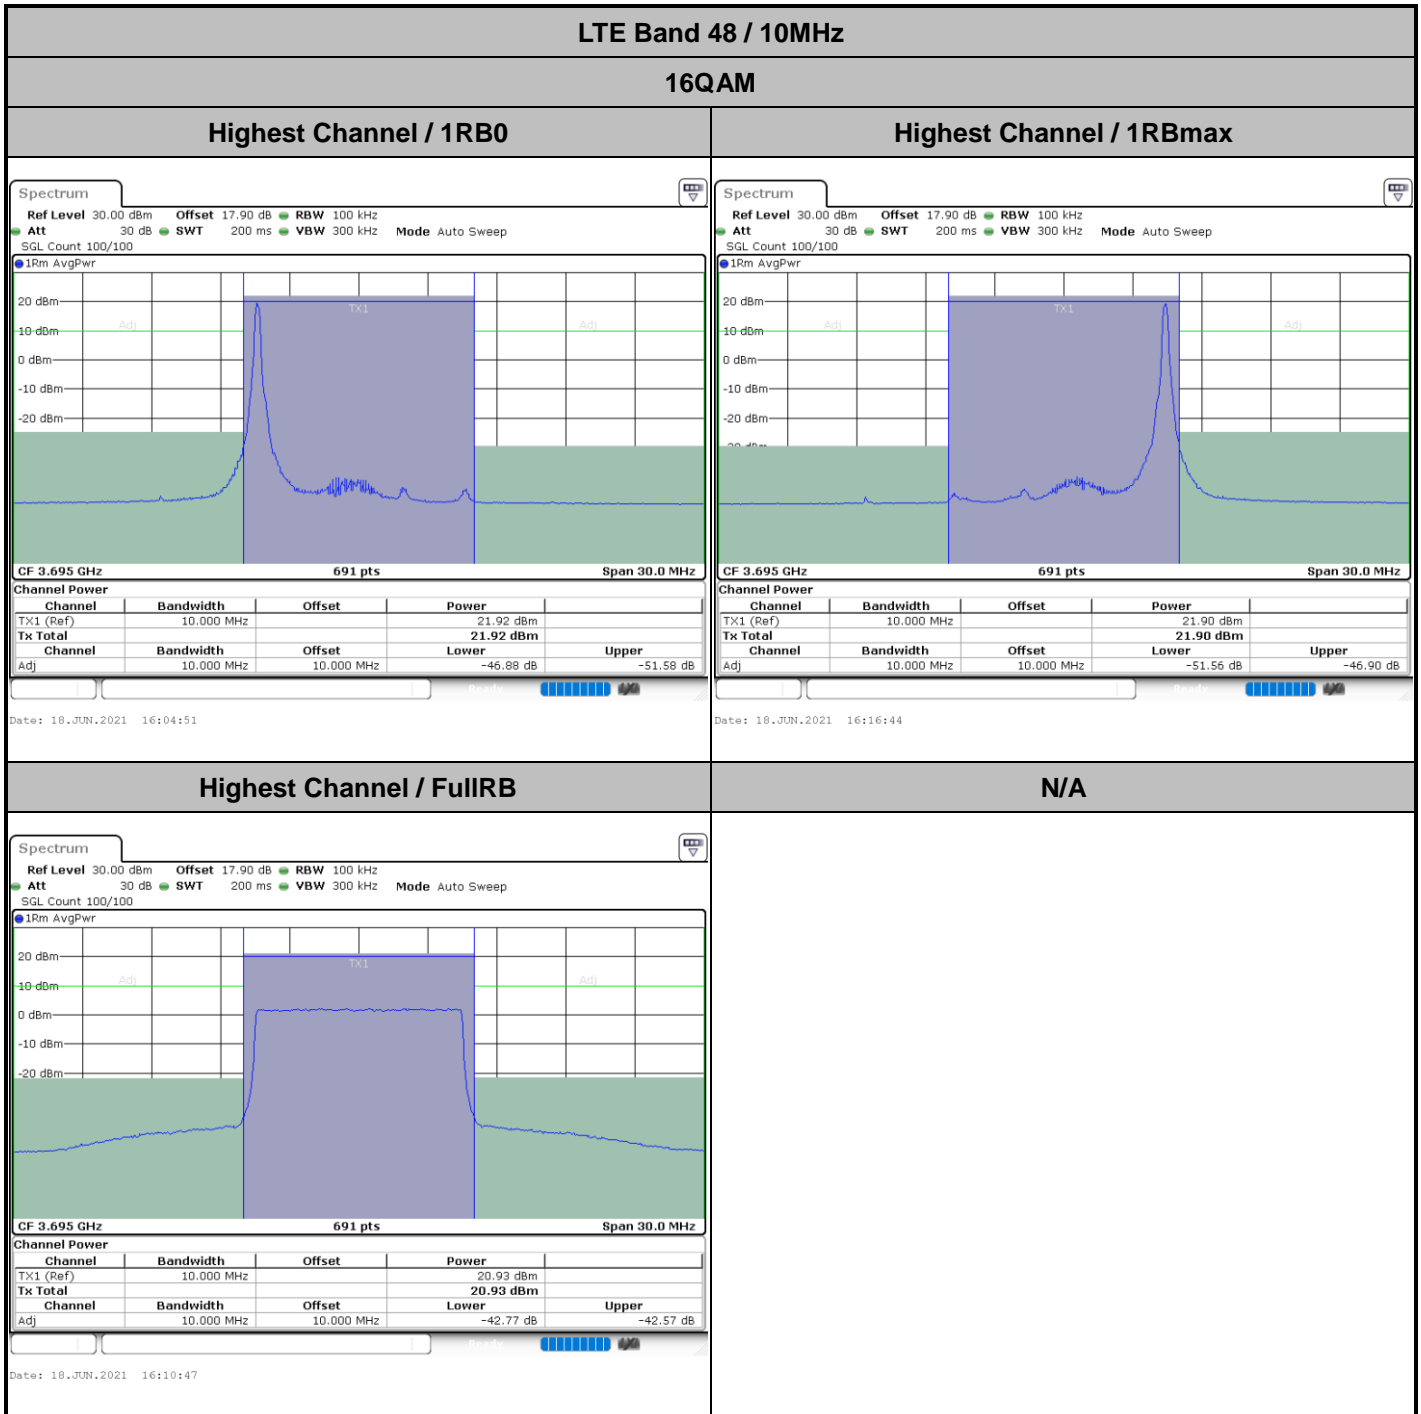 LTE Band 48 / 10MHz
16QAM
Highest Channel / 1RB0
Highest Channel / 1RBmax
Spectrum
Ref Level 30.00 dBm Offset 17.90 dB RBW 100 kHz
Att 30 dB SWT 200 ms VBW 300 kHz Mode Auto Sweep
SGL Count 100/100
1Rm AvgPwr
20 dBm
TX1
Adj
Adj
10 dBm
0 dBm
-10 dBm
-20 dBm
CF 3.695 GHz 691 pts Span 30.0 MHz
Channel Power
Channel Bandwidth Offset Power
TX1 (Ref) 10.000 MHz 21.92 dBm
Tx Total 21.92 dBm
Channel Bandwidth Offset Lower Upper
Adj 10.000 MHz 10.000 MHz -46.88 dB -51.58 dB
Ready
Date: 18.JUN.2021 16:04:51
Spectrum
Ref Level 30.00 dBm Offset 17.90 dB RBW 100 kHz
Att 30 dB SWT 200 ms VBW 300 kHz Mode Auto Sweep
SGL Count 100/100
1Rm AvgPwr
20 dBm
TX1
Adj
Adj
10 dBm
0 dBm
-10 dBm
-20 dBm
CF 3.695 GHz 691 pts Span 30.0 MHz
Channel Power
Channel Bandwidth Offset Power
TX1 (Ref) 10.000 MHz 21.90 dBm
Tx Total 21.90 dBm
Channel Bandwidth Offset Lower Upper
Adj 10.000 MHz 10.000 MHz -51.56 dB -46.90 dB
Ready
Date: 18.JUN.2021 16:16:44
Highest Channel / FullRB
N/A
Spectrum
Ref Level 30.00 dBm Offset 17.90 dB RBW 100 kHz
Att 30 dB SWT 200 ms VBW 300 kHz Mode Auto Sweep
SGL Count 100/100
1Rm AvgPwr
20 dBm
TX1
Adj
Adj
10 dBm
0 dBm
-10 dBm
-20 dBm
CF 3.695 GHz 691 pts Span 30.0 MHz
Channel Power
Channel Bandwidth Offset Power
TX1 (Ref) 10.000 MHz 20.93 dBm
Tx Total 20.93 dBm
Channel Bandwidth Offset Lower Upper
Adj 10.000 MHz 10.000 MHz -42.77 dB -42.57 dB
Ready
Date: 18.JUN.2021 16:10:47